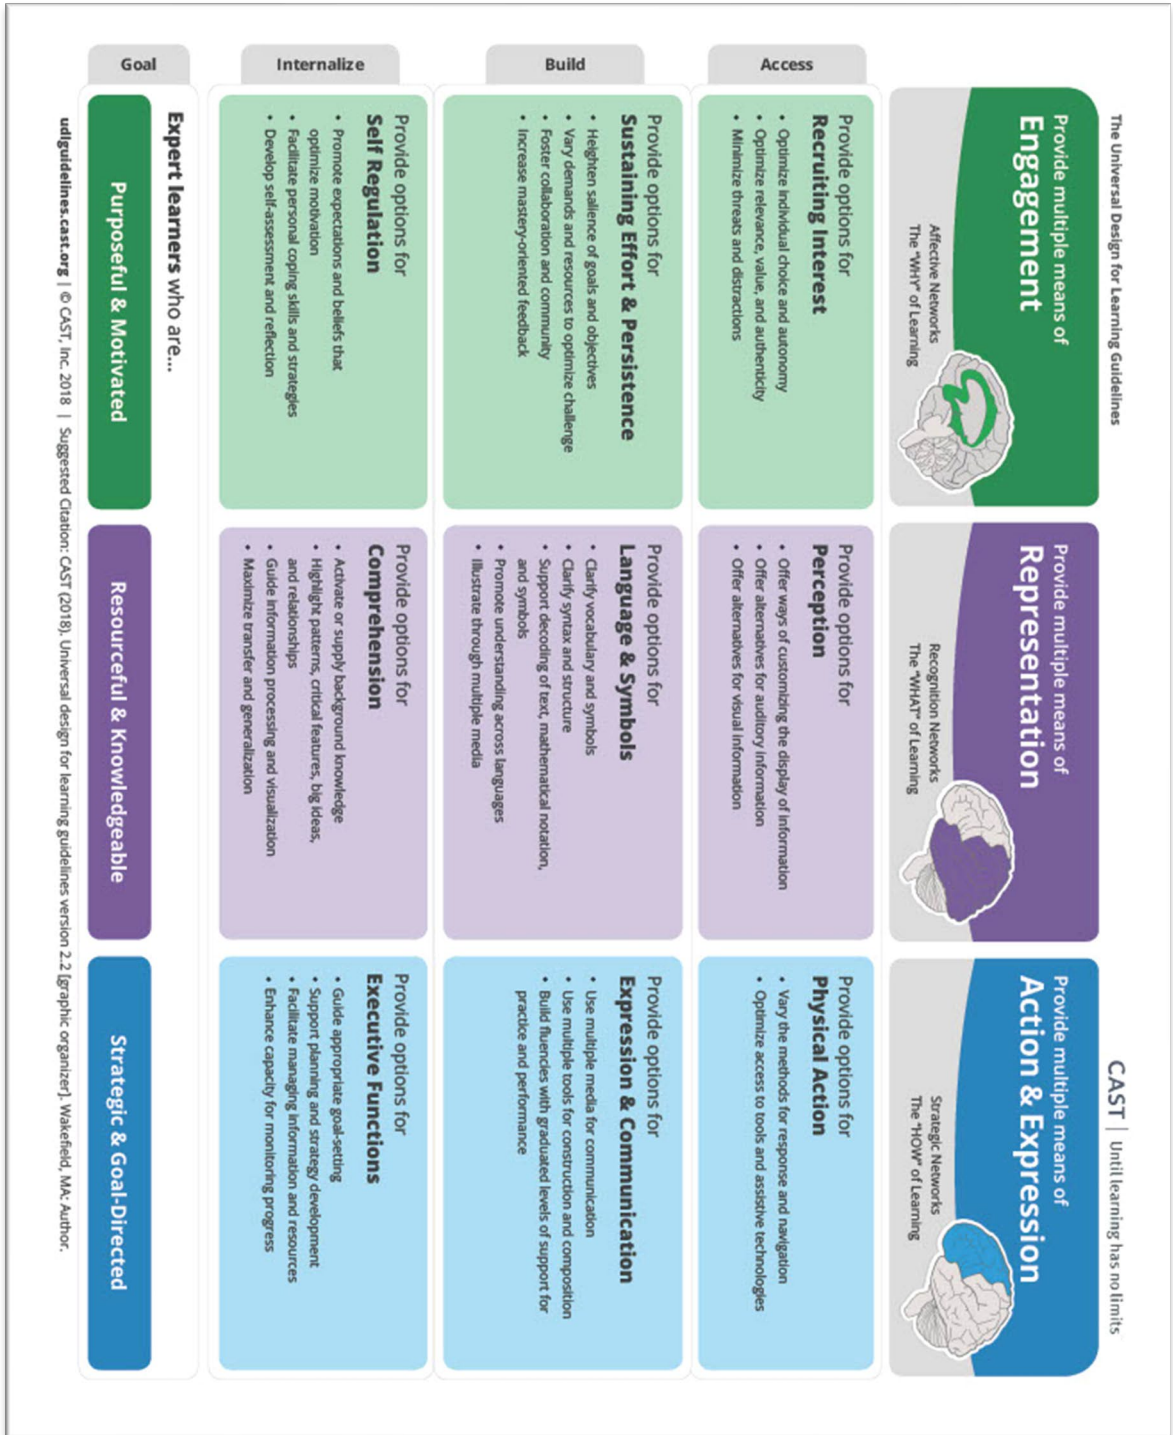 The Universal Design for Learning Guidelines
CAST | Until learning has no limits
Provide multiple means of
Engagement
Affective Networks
The "WHY" of Learning
Provide multiple means of
Representation
Recognition Networks
The "WHAT" of Learning
Provide multiple means of
Action & Expression
Strategic Networks
The "HOW" of Learning
Access
Provide options for
Recruiting Interest
• Optimize individual choice and autonomy
• Optimize relevance, value, and authenticity
• Minimize threats and distractions
Provide options for
Perception
• Offer ways of customizing the display of information
• Offer alternatives for auditory information
• Offer alternatives for visual information
Provide options for
Physical Action
• Vary the methods for response and navigation
• Optimize access to tools and assistive technologies
Build
Provide options for
Sustaining Effort & Persistence
• Heighten salience of goals and objectives
• Vary demands and resources to optimize challenge
• Foster collaboration and community
• Increase mastery-oriented feedback
Provide options for
Language & Symbols
• Clarify vocabulary and symbols
• Clarify syntax and structure
• Support decoding of text, mathematical notation,
and symbols
• Promote understanding across languages
• Illustrate through multiple media
Provide options for
Expression & Communication
• Use multiple media for communication
• Use multiple tools for construction and composition
• Build fluencies with graduated levels of support for
practice and performance
Internalize
Provide options for
Self Regulation
• Promote expectations and beliefs that
optimize motivation
• Facilitate personal coping skills and strategies
• Develop self-assessment and reflection
Provide options for
Comprehension
• Activate or supply background knowledge
• Highlight patterns, critical features, big ideas,
and relationships
• Guide information processing and visualization
• Maximize transfer and generalization
Provide options for
Executive Functions
• Guide appropriate goal-setting
• Support planning and strategy development
• Facilitate managing information and resources
• Enhance capacity for monitoring progress
Goal
Expert learners who are...
Purposeful & Motivated
Resourceful & Knowledgeable
Strategic & Goal-Directed
udlguidelines.cast.org | © CAST, Inc. 2018 | Suggested Citation: CAST (2018). Universal design for learning guidelines version 2.2 [graphic organizer]. Wakefield, MA: Author.